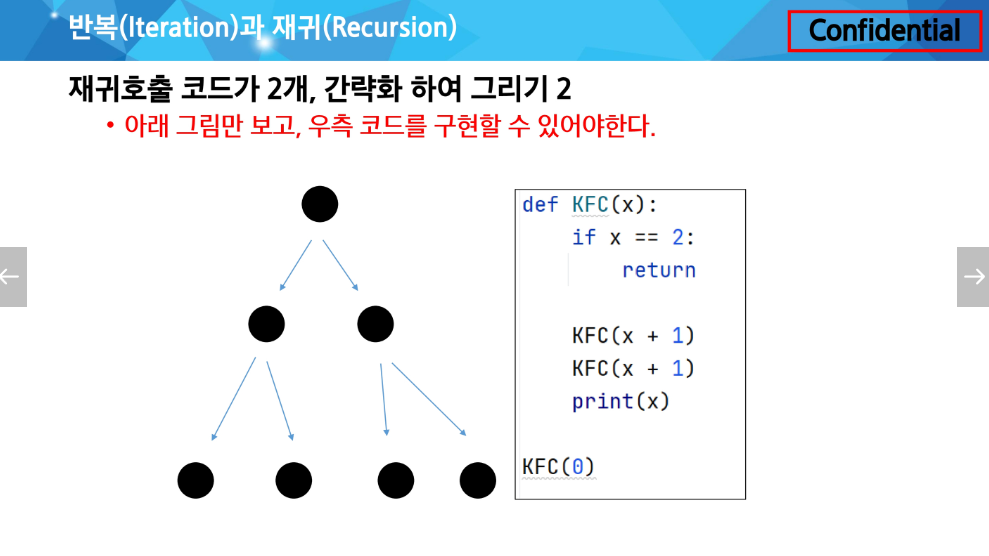 반복(Iteration)과 재귀(Recursion)
Confidential
재귀호출 코드가 2개, 간략화 하여 그리기 2
• 아래 그림만 보고, 우측 코드를 구현할 수 있어야한다.
def KFC(x):
    if x == 2:
        return
    KFC(x + 1)
    KFC(x + 1)
    print(x)
KFC(0)